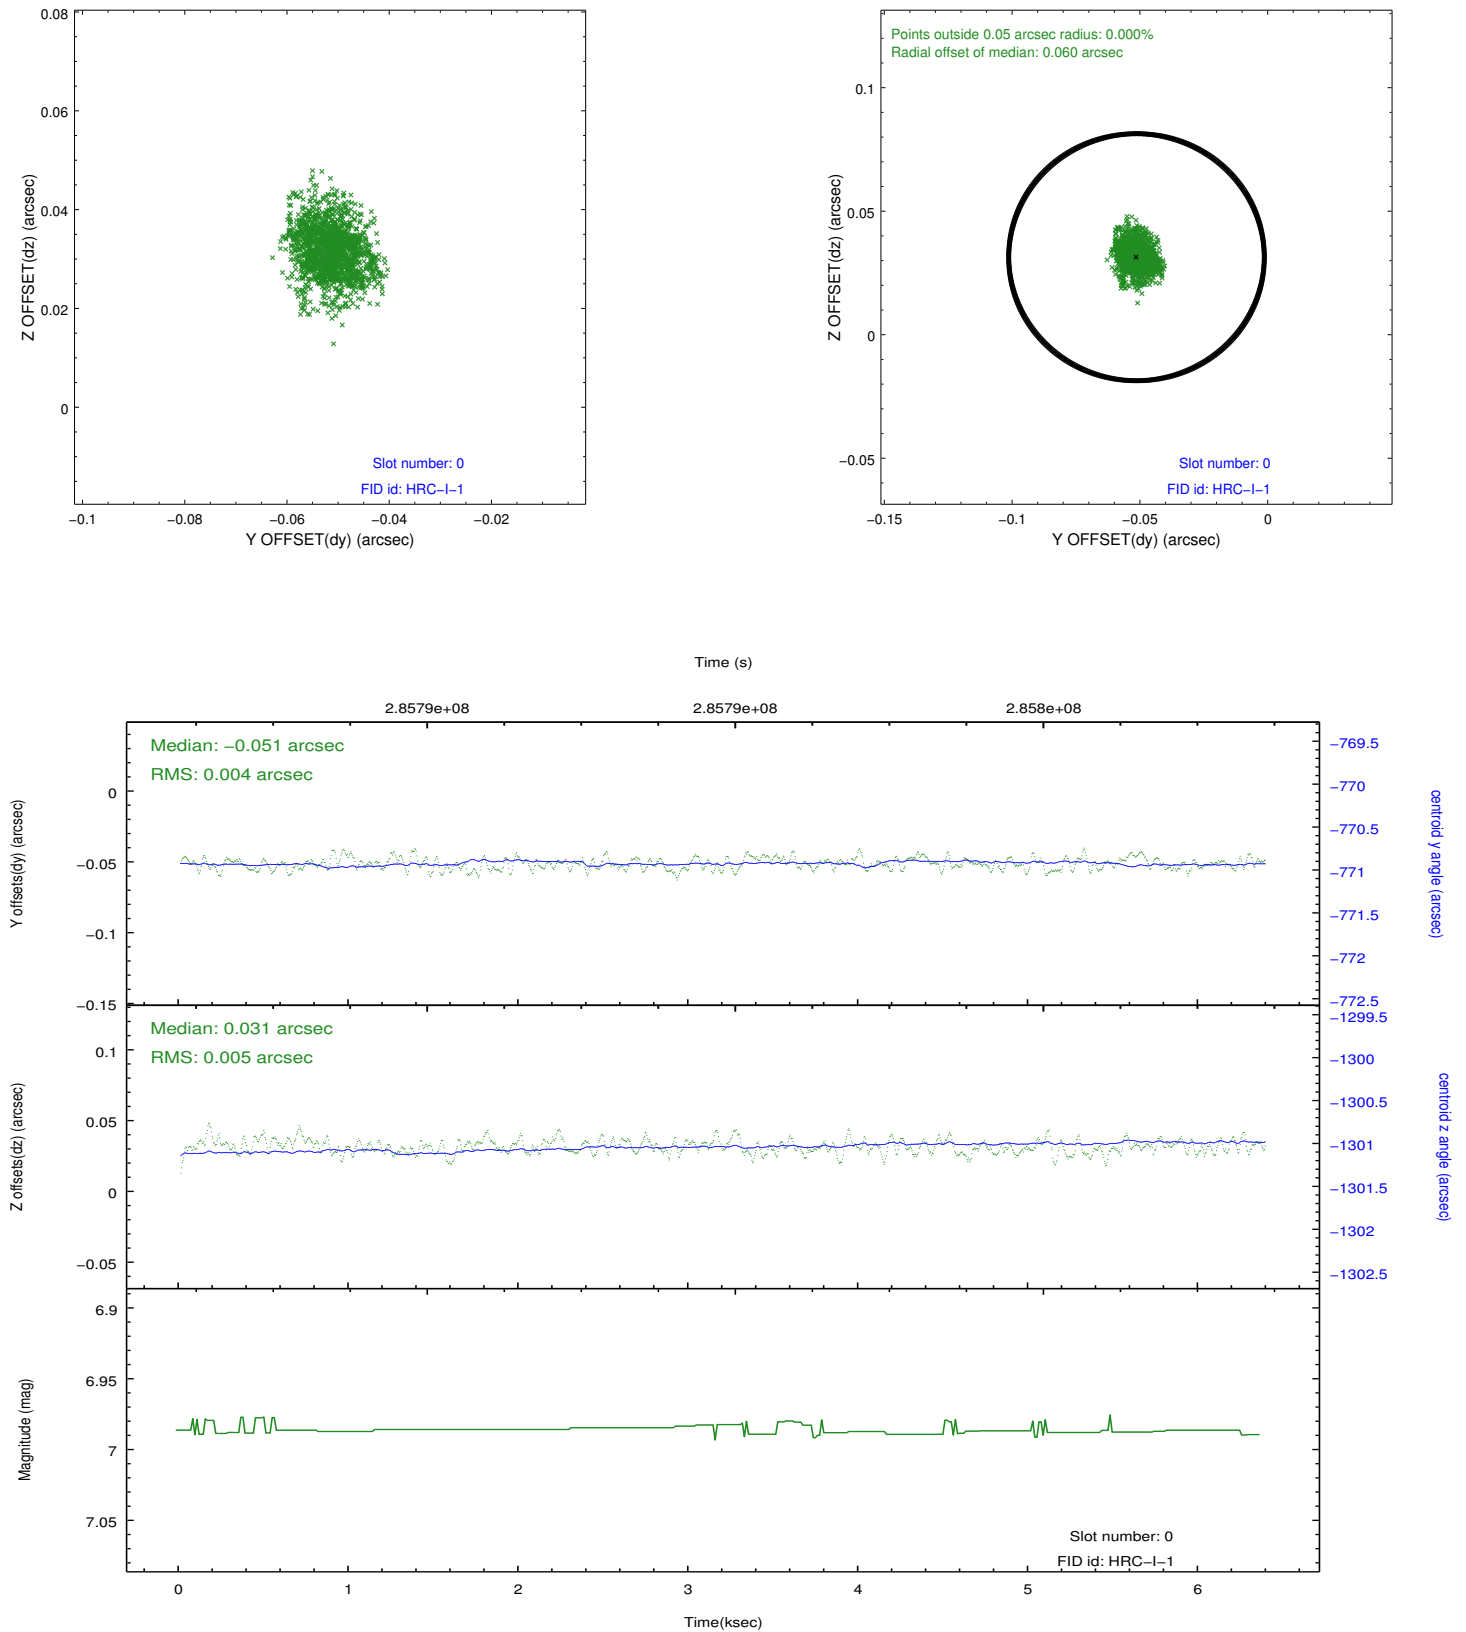 0.08
0.06
0.04
0.02
0
Z OFFSET(dz) (arcsec)
Slot number: 0
FID id: HRC−I−1
−0.1
−0.08
−0.06
−0.04
−0.02
Y OFFSET(dy) (arcsec)
Points outside 0.05 arcsec radius: 0.000%
Radial offset of median: 0.060 arcsec
0.1
0.05
0
−0.05
Z OFFSET(dz) (arcsec)
Slot number: 0
FID id: HRC−I−1
−0.15
−0.1
−0.05
0
Y OFFSET(dy) (arcsec)
Time (s)
2.8579e+08
2.8579e+08
2.858e+08
Median: −0.051 arcsec
RMS: 0.004 arcsec
0
−0.05
−0.1
−0.15
Y offsets(dy) (arcsec)
−769.5
−770
−770.5
−771
−771.5
−772
−772.5
centroid y angle (arcsec)
Median: 0.031 arcsec
RMS: 0.005 arcsec
0.1
0.05
0
−0.05
Z offsets(dz) (arcsec)
−1299.5
−1300
−1300.5
−1301
−1301.5
−1302
−1302.5
centroid z angle (arcsec)
6.9
6.95
7
7.05
Magnitude (mag)
Slot number: 0
FID id: HRC−I−1
0
1
2
3
4
5
6
Time(ksec)